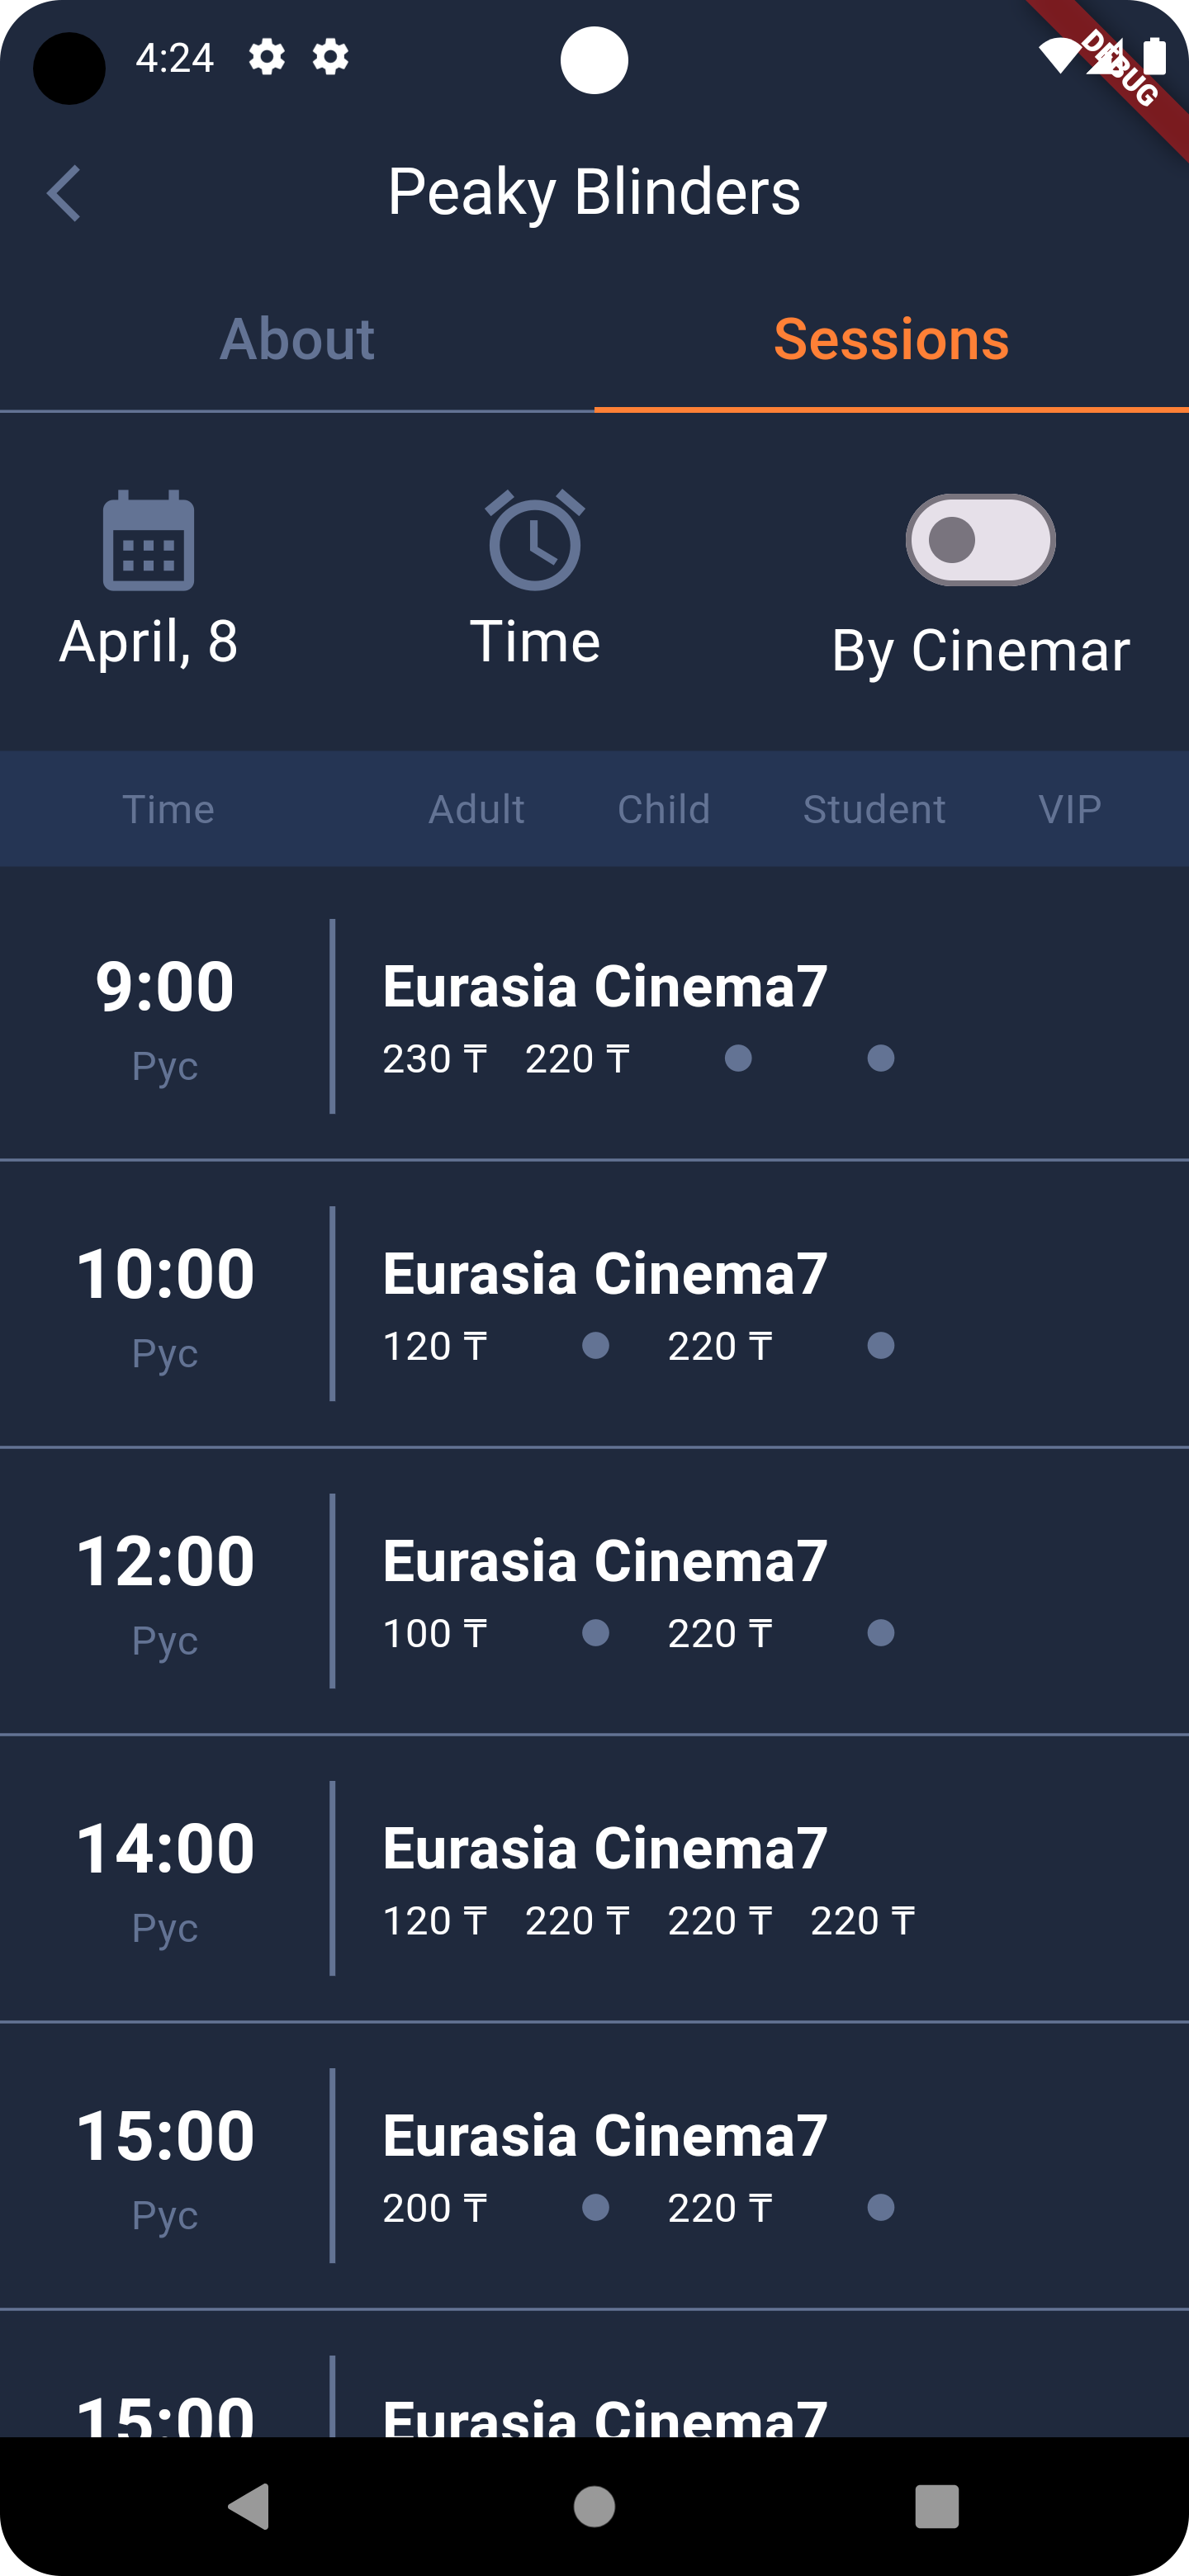 4:24
DEBUG
Peaky Blinders
About Sessions
April, 8 Time By Cinemar
Time Adult Child Student VIP
9:00 Eurasia Cinema7
Рус 230 ₸ 220 ₸
10:00 Eurasia Cinema7
Рус 120 ₸ 220 ₸
12:00 Eurasia Cinema7
Рус 100 ₸ 220 ₸
14:00 Eurasia Cinema7
Рус 120 ₸ 220 ₸ 220 ₸ 220 ₸
15:00 Eurasia Cinema7
Рус 200 ₸ 220 ₸
15:00 Eurasia Cinema7